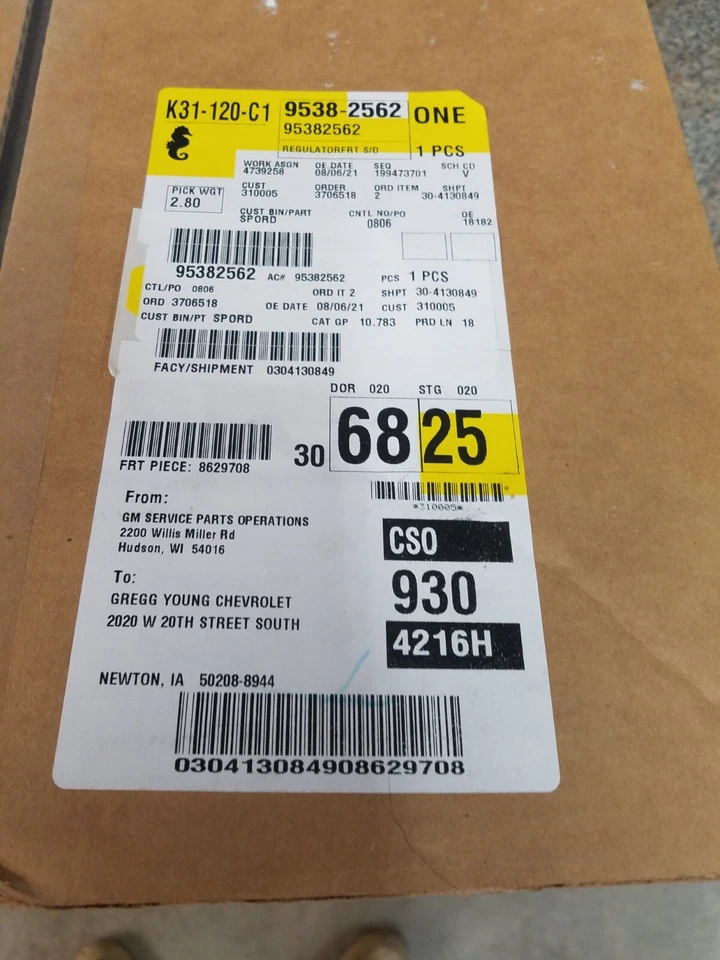 K31-120-C1 9538-2562 ONE
95382562
REGULATORFRT S/D 1 PCS
WORK ASGN OE DATE SEQ SCH CD
4739258 08/06/21 199473701 V
PICK WGT CUST ORDER ORD ITEM SHPT
2.80 310005 3706518 2 30-4130849
CUST BIN/PART CNTL NO/PO OE
SPORD 0806 18182
95382562 AC# 95382562 PCS 1 PCS
CTL/PO 0806 ORD IT 2 SHPT 30-4130849
ORD 3706518 OE DATE 08/06/21 CUST 310005
CUST BIN/PT SPORD CAT GP 10.783 PRD LN 18
FACY/SHIPMENT 0304130849
DOR 020 STG 020
30 68 25
FRT PIECE: 8629708
*310005*
From:
GM SERVICE PARTS OPERATIONS
2200 Willis Miller Rd
Hudson, WI 54016
CSO
To:
GREGG YOUNG CHEVROLET
2020 W 20TH STREET SOUTH
930
4216H
NEWTON, IA 50208-8944
030413084908629708